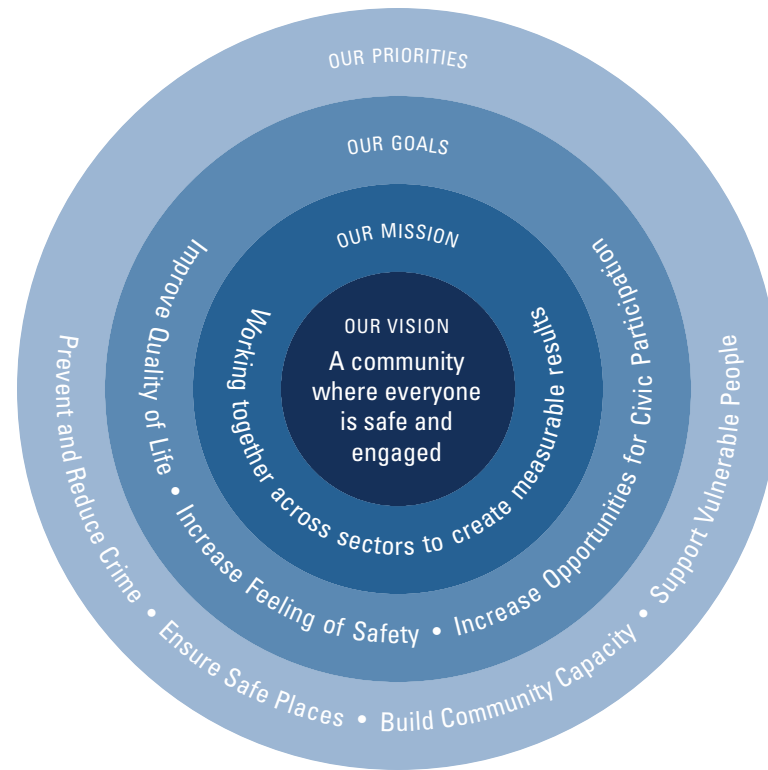 OUR PRIORITIES
Prevent and Reduce Crime • Ensure Safe Places • Build Community Capacity • Support Vulnerable People
OUR GOALS
Improve Quality of Life • Increase Feeling of Safety • Increase Opportunities for Civic Participation
OUR MISSION
Working together across sectors to create measurable results
OUR VISION
A community
where everyone
is safe and
engaged